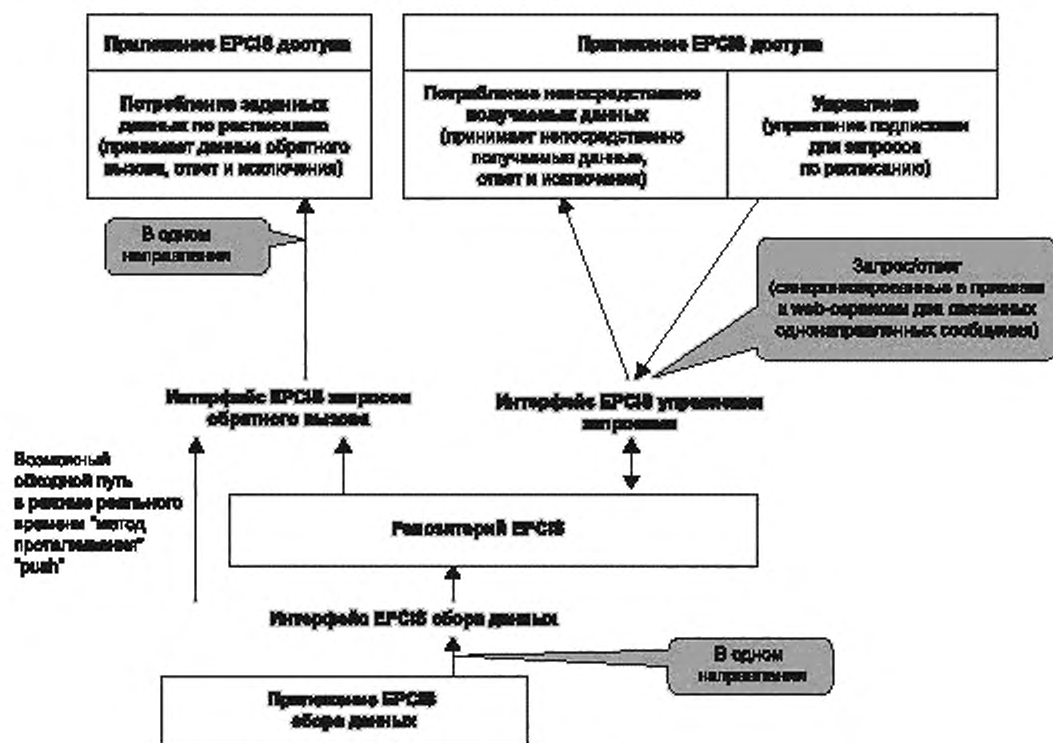 Приложение EPCIS доступа
Потребление заданных
данных по расписанию
(принимает данные обратного
вызова, ответ и исключения)
Приложение EPCIS доступа
Потребление непосредственно
получаемых данных
(принимает непосредственно
получаемые данные,
ответ и исключения)
Управление
(управление подписками
для запросов
по расписанию)
В одном
направлении
Запрос/ответ
(синхронизированные в привязке
к web-сервисам два связанных
однонаправленных сообщения)
Интерфейс EPCIS запросов
обратного вызова
Интерфейс EPCIS управления
запросами
Возможный
обходной путь
в режиме реального
времени "метод
проталкивания"
"push"
Репозиторий EPCIS
Интерфейс EPCIS сбора данных
В одном
направлении
Приложение EPCIS
сбора данных